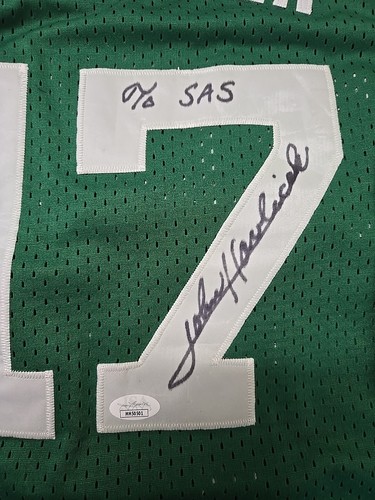 17
% SAS
John Havlicek